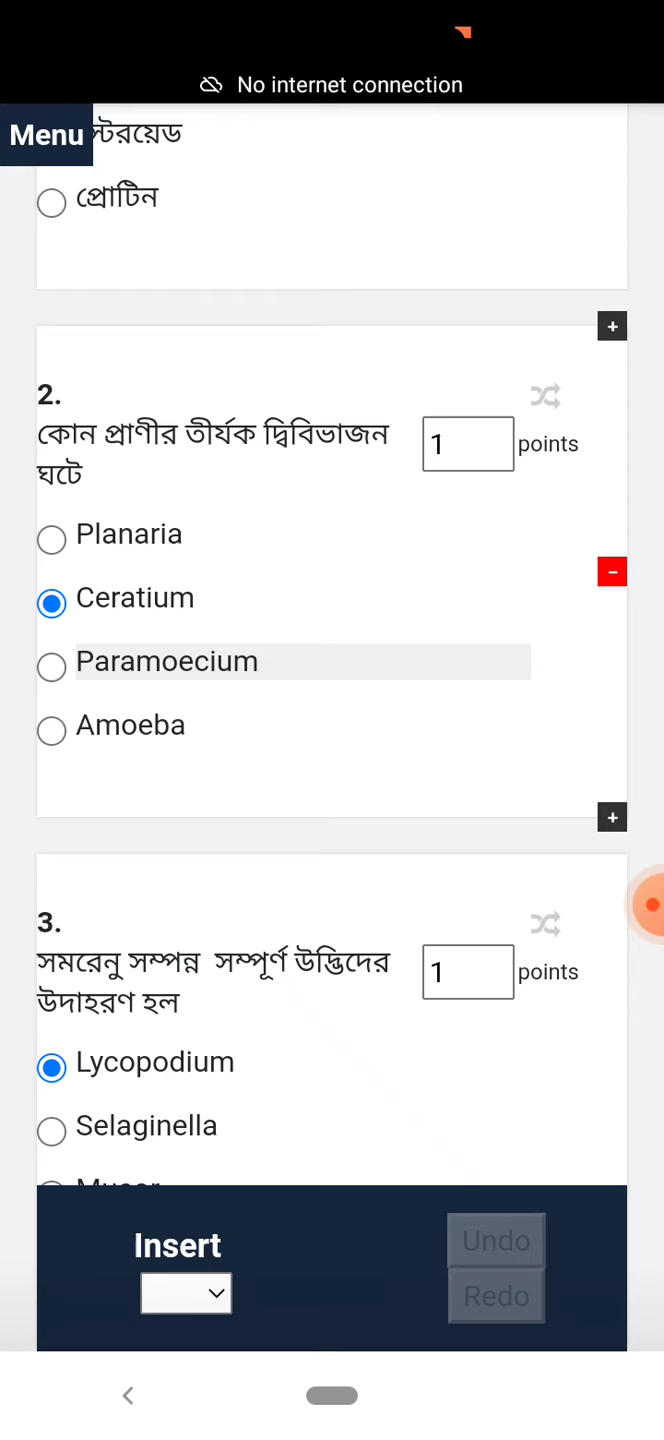 No internet connection
Menu
স্টরয়েড
প্রোটিন
+
2.
কোন প্রাণীর তীর্যক দ্বিবিভাজন
ঘটে
1 points
Planaria
-
Ceratium
Paramoecium
Amoeba
+
3.
সমরেনু সম্পন্ন সম্পূর্ণ উদ্ভিদের
উদাহরণ হল
1 points
Lycopodium
Selaginella
Insert
Undo
Redo